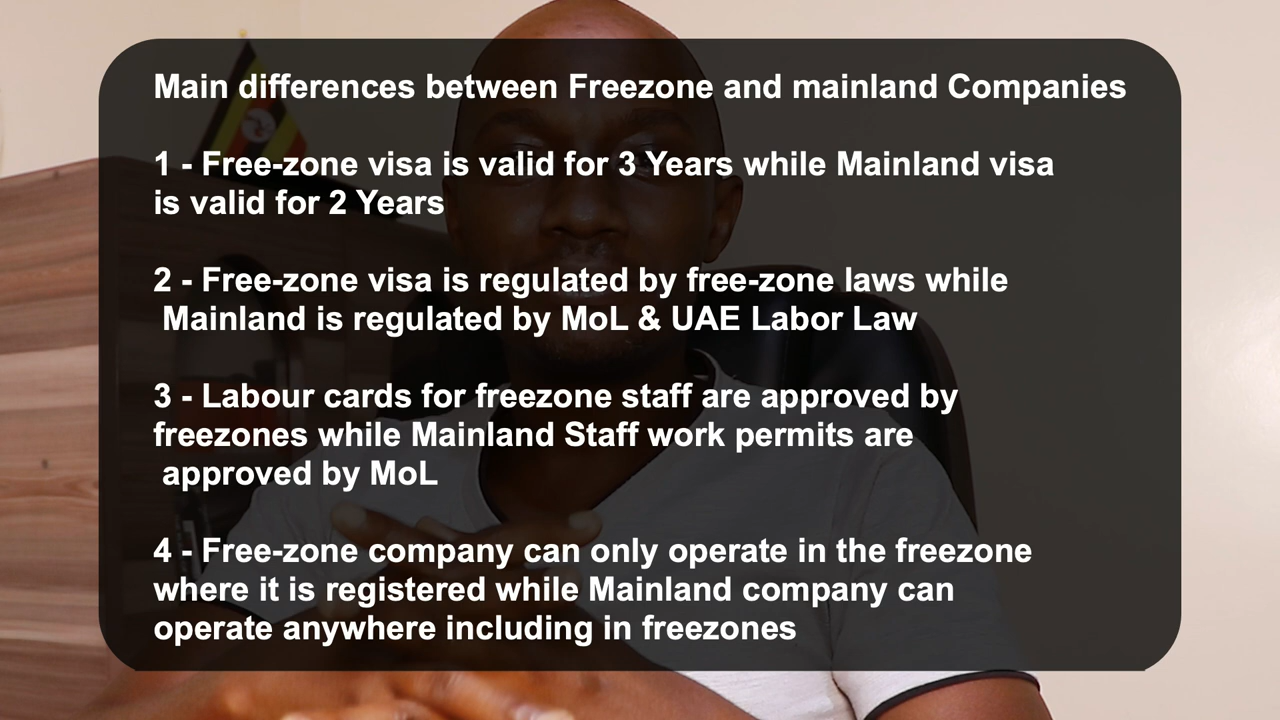 Main differences between Freezone and mainland Companies
1 - Free-zone visa is valid for 3 Years while Mainland visa
is valid for 2 Years
2 - Free-zone visa is regulated by free-zone laws while
Mainland is regulated by MoL & UAE Labor Law
3 - Labour cards for freezone staff are approved by
freezones while Mainland Staff work permits are
approved by MoL
4 - Free-zone company can only operate in the freezone
where it is registered while Mainland company can
operate anywhere including in freezones